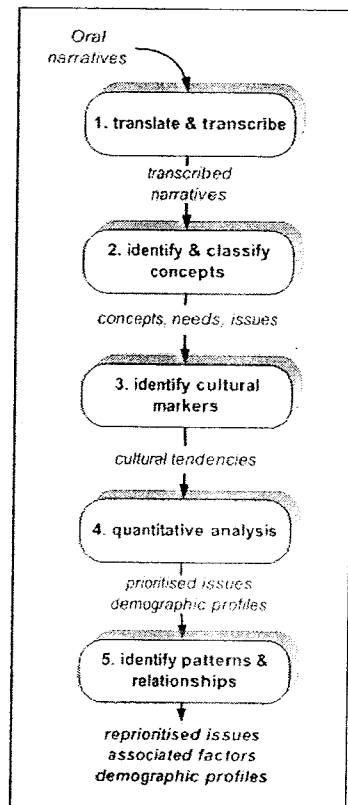 Oral
narratives
1. translate & transcribe
transcribed
narratives
2. identify & classify
concepts
concepts, needs, issues
3. identify cultural
markers
cultural tendencies
4. quantitative analysis
prioritised issues
demographic profiles
5. identify patterns &
relationships
reprioritised issues
associated factors
demographic profiles